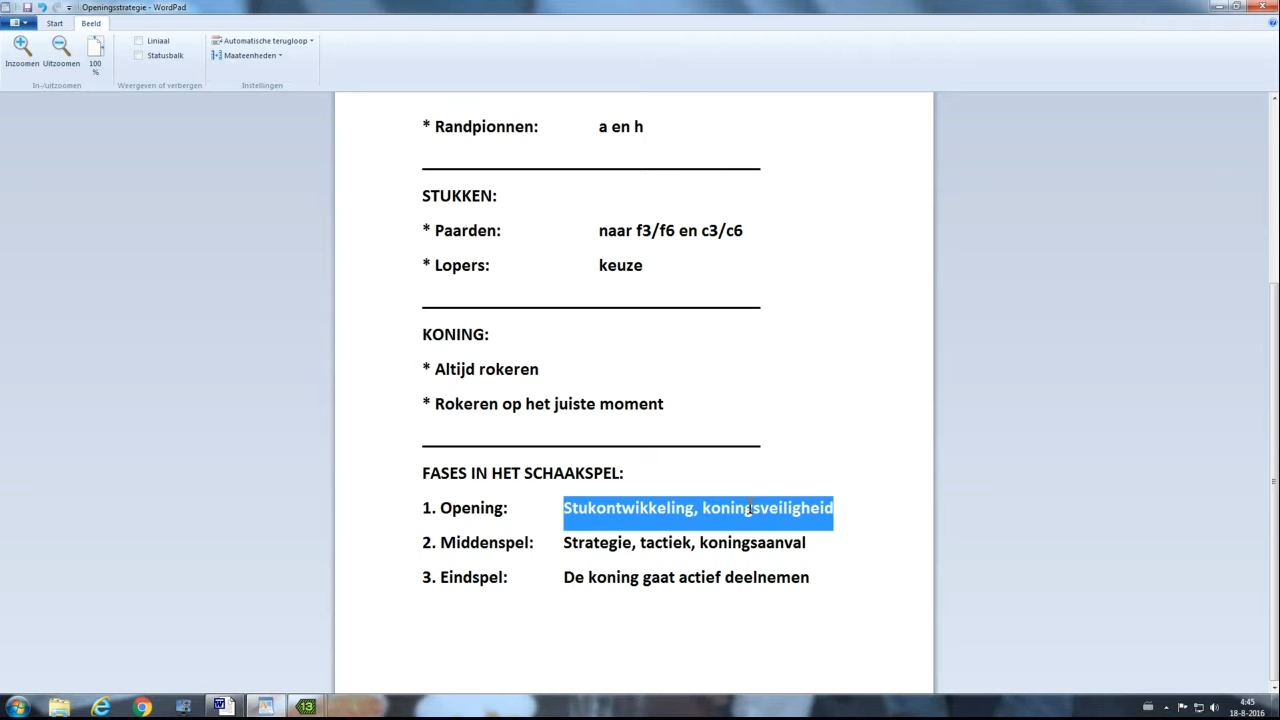 Openingsstrategie - WordPad
Start
Beeld
Inzoomen
Uitzoomen
100
%
In-/uitzoomen
Liniaal
Statusbalk
Weergeven of verbergen
Automatische terugloop
Maateenheden
Instellingen
* Randpionnen: a en h
STUKKEN:
* Paarden: naar f3/f6 en c3/c6
* Lopers: keuze
KONING:
* Altijd rokeren
* Rokeren op het juiste moment
FASES IN HET SCHAAKSPEL:
1. Opening: Stukontwikkeling, koningsveiligheid
2. Middenspel: Strategie, tactiek, koningsaanval
3. Eindspel: De koning gaat actief deelnemen
13
4:45
18-8-2016